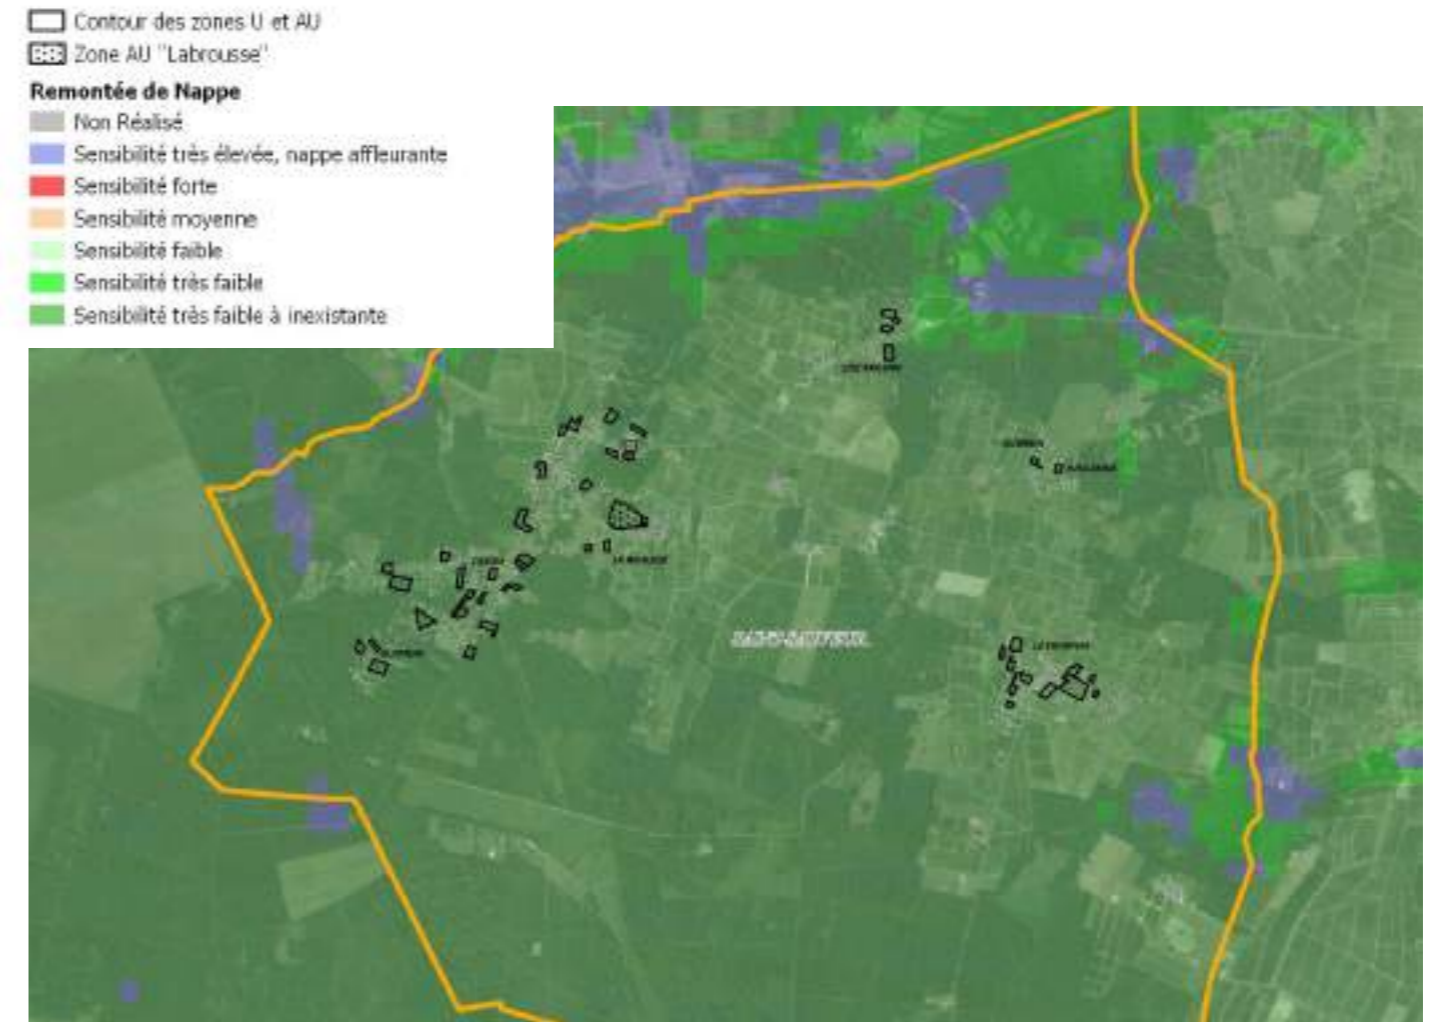 Contour des zones U et AU
Zone AU "Labrousse"
Remontée de Nappe
Non Réalisé
Sensibilité très élevée, nappe affleurante
Sensibilité forte
Sensibilité moyenne
Sensibilité faible
Sensibilité très faible
Sensibilité très faible à inexistante